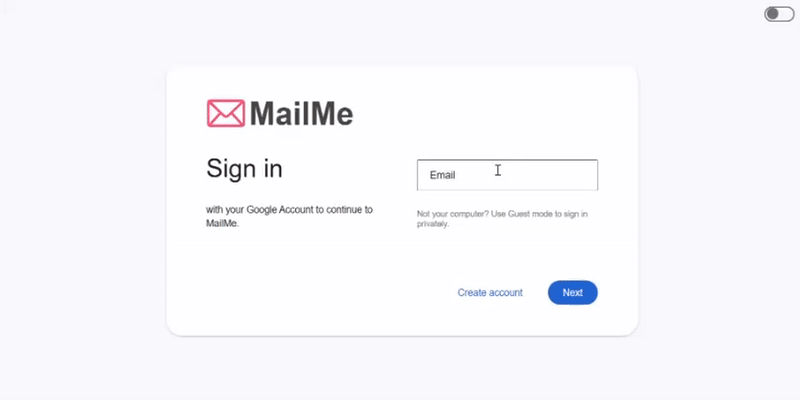 MailMe
Sign in
with your Google Account to continue to
MailMe.
Email
Not your computer? Use Guest mode to sign in
privately.
Create account
Next